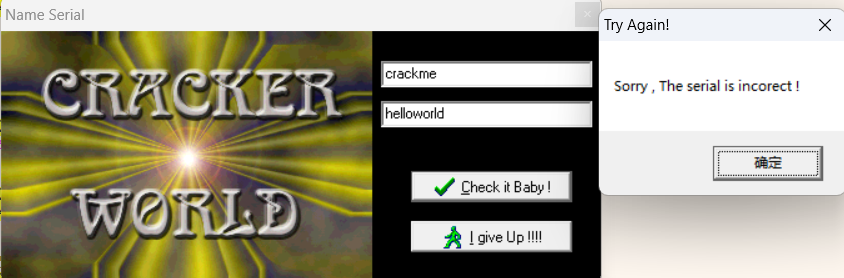 Name Serial
CRACKER
WORLD
crackme
helloworld
Check it Baby !
I give Up !!!!
Try Again!
Sorry , The serial is incorect !
确定